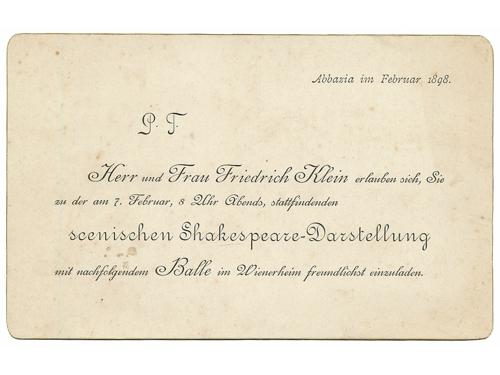 Abbazia im Februar 1898.
P. T.
Herr und Frau Friedrich Klein erlauben sich, Sie
zu der am 7. Februar, 8 Uhr Abends, stattfindenden
scenischen Shakespeare-Darstellung
mit nachfolgendem Balle im Wienerheim freundlichst einzuladen.